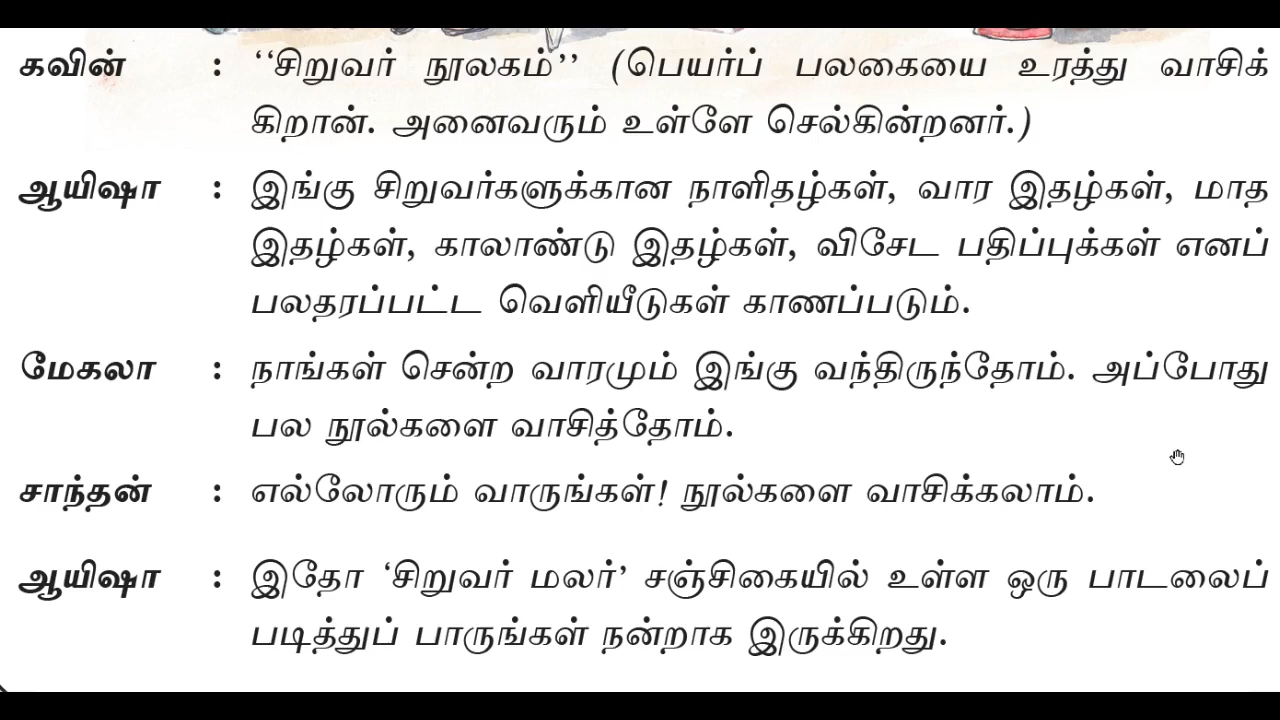 கவின் : ‘‘சிறுவர் நூலகம்’’ (பெயர்ப் பலகையை உரத்து வாசிக்
கிறான். அனைவரும் உள்ளே செல்கின்றனர்.)
ஆயிஷா : இங்கு சிறுவர்களுக்கான நாளிதழ்கள், வார இதழ்கள், மாத
இதழ்கள், காலாண்டு இதழ்கள், விசேட பதிப்புக்கள் எனப்
பலதரப்பட்ட வெளியீடுகள் காணப்படும்.
மேகலா : நாங்கள் சென்ற வாரமும் இங்கு வந்திருந்தோம். அப்போது
பல நூல்களை வாசித்தோம்.
சாந்தன் : எல்லோரும் வாருங்கள்! நூல்களை வாசிக்கலாம்.
ஆயிஷா : இதோ ‘சிறுவர் மலர்’ சஞ்சிகையில் உள்ள ஒரு பாடலைப்
படித்துப் பாருங்கள் நன்றாக இருக்கிறது.